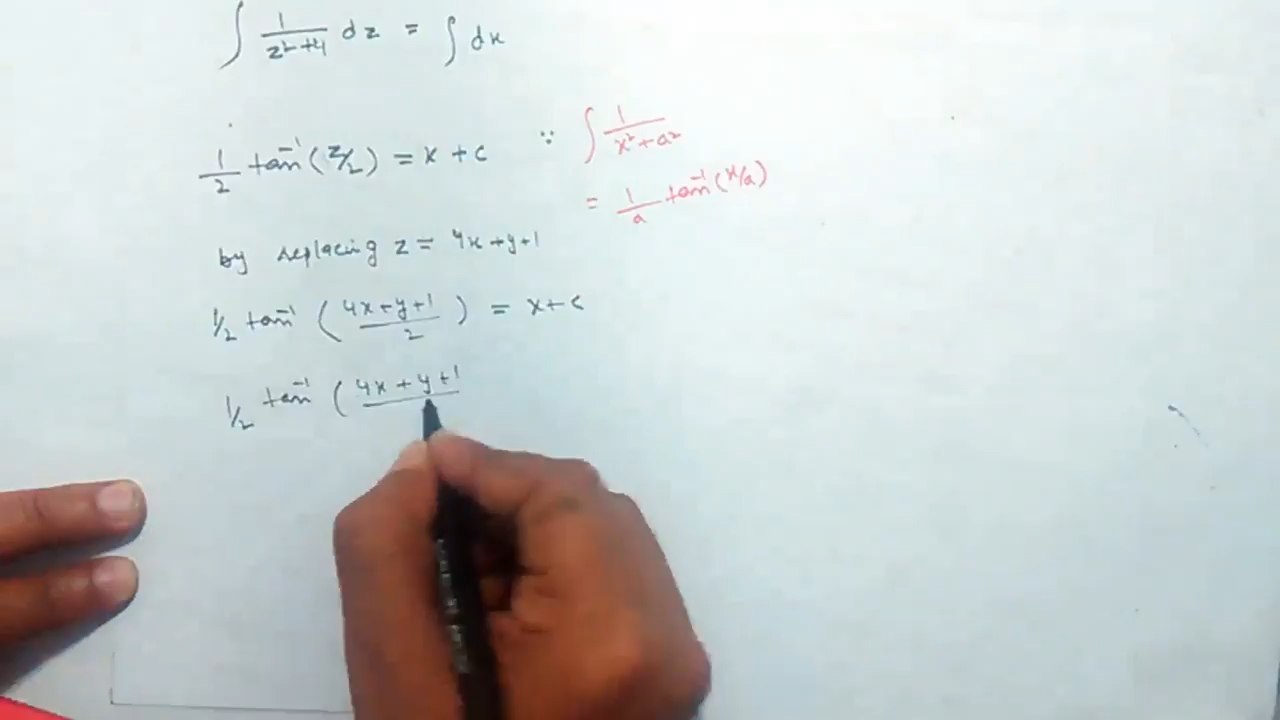 ∫ 1/(z²+4) dz = ∫ dx
1/2 tan⁻¹(z/2) = x + c ∵ ∫ 1/(x²+a²)
= 1/a tan⁻¹(x/a)
by replacing z = 4x+y+1
1/2 tan⁻¹ ( (4x+y+1)/2 ) = x+c
1/2 tan⁻¹ ( 4x+y+1